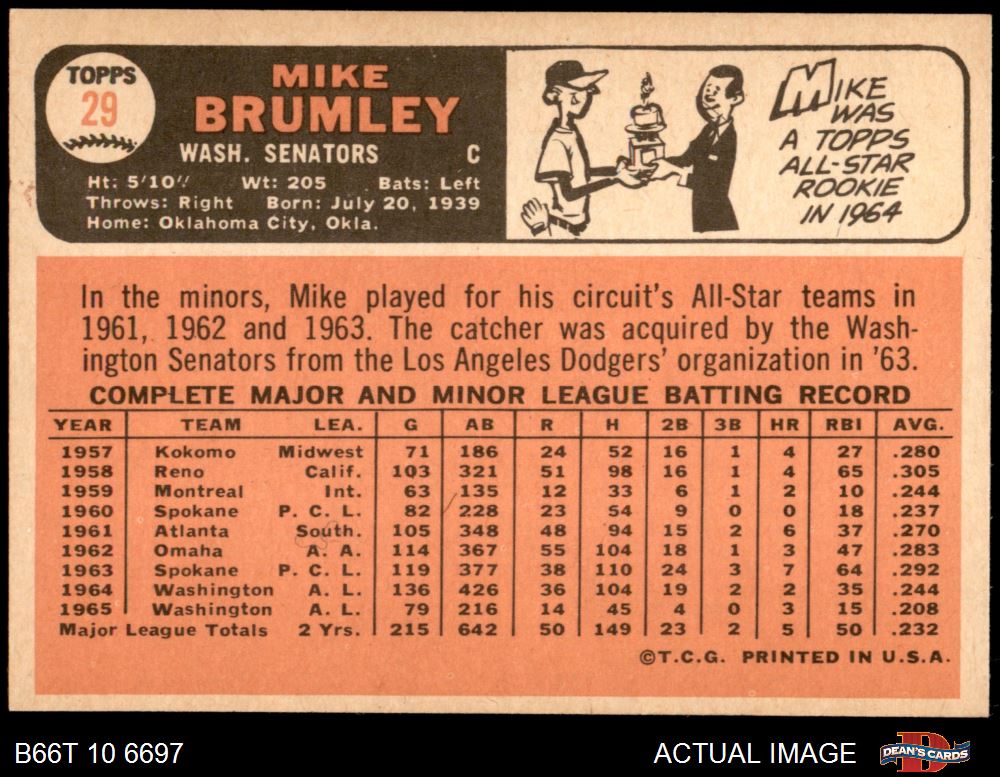 TOPPS
29
MIKE
BRUMLEY
WASH. SENATORS C
Ht: 5'10" Wt: 205 Bats: Left
Throws: Right Born: July 20, 1939
Home: Oklahoma City, Okla.
MIKE
WAS
A TOPPS
ALL-STAR
ROOKIE
IN 1964
In the minors, Mike played for his circuit's All-Star teams in
1961, 1962 and 1963. The catcher was acquired by the Wash-
ington Senators from the Los Angeles Dodgers' organization in '63.
COMPLETE MAJOR AND MINOR LEAGUE BATTING RECORD
YEAR TEAM LEA. G AB R H 2B 3B HR RBI AVG.
1957 Kokomo Midwest 71 186 24 52 16 1 4 27 .280
1958 Reno Calif. 103 321 51 98 16 1 4 65 .305
1959 Montreal Int. 63 135 12 33 6 1 2 10 .244
1960 Spokane P. C. L. 82 228 23 54 9 0 0 18 .237
1961 Atlanta South. 105 348 48 94 15 2 6 37 .270
1962 Omaha A. A. 114 367 55 104 18 1 3 47 .283
1963 Spokane P. C. L. 119 377 38 110 24 3 7 64 .292
1964 Washington A. L. 136 426 36 104 19 2 2 35 .244
1965 Washington A. L. 79 216 14 45 4 0 3 15 .208
Major League Totals 2 Yrs. 215 642 50 149 23 2 5 50 .232
©T.C.G. PRINTED IN U.S.A.
B66T 10 6697 ACTUAL IMAGE
DEAN'S CARDS